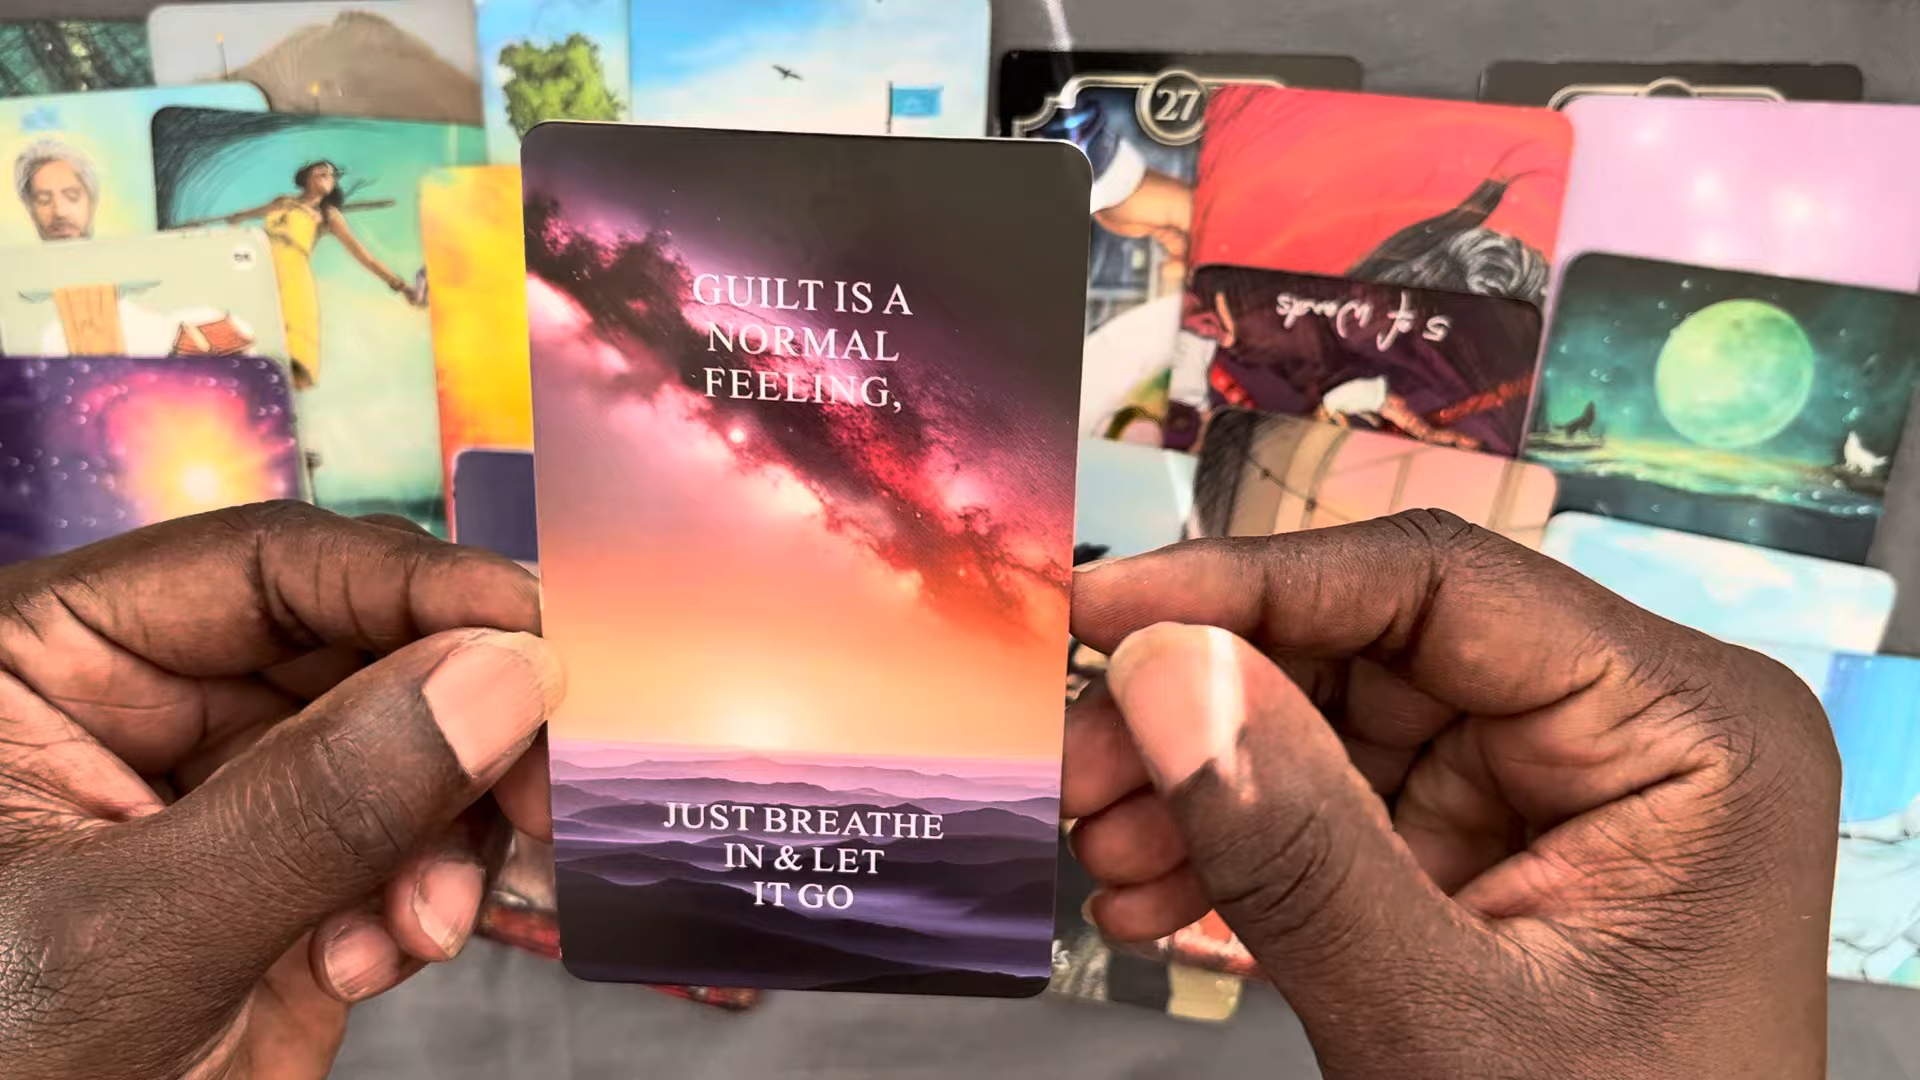 27
GUILT IS A
NORMAL
FEELING,
5 of Wands
JUST BREATHE
IN & LET
IT GO